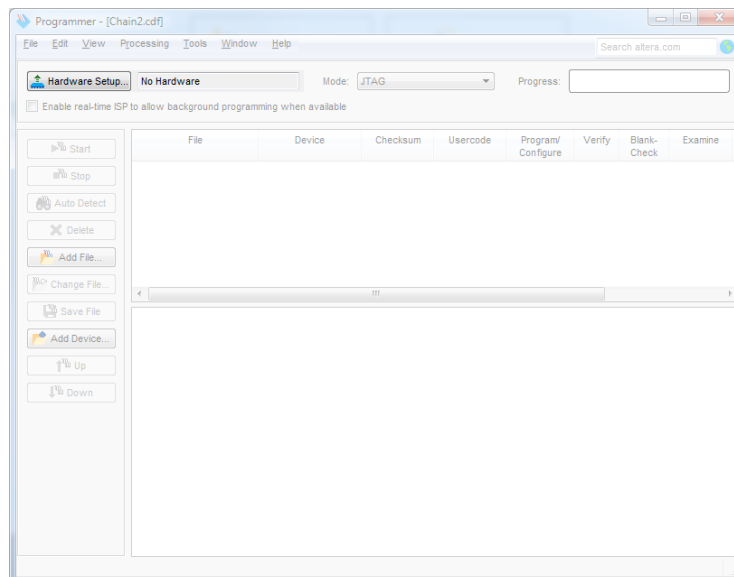 Programmer - [Chain2.cdf]
File Edit View Processing Tools Window Help
Search altera.com
Hardware Setup... No Hardware Mode: JTAG Progress:
Enable real-time ISP to allow background programming when available
File Device Checksum Usercode Program/ Configure Verify Blank- Check Examine
Start
Stop
Auto Detect
Delete
Add File...
Change File...
Save File
Add Device...
Up
Down